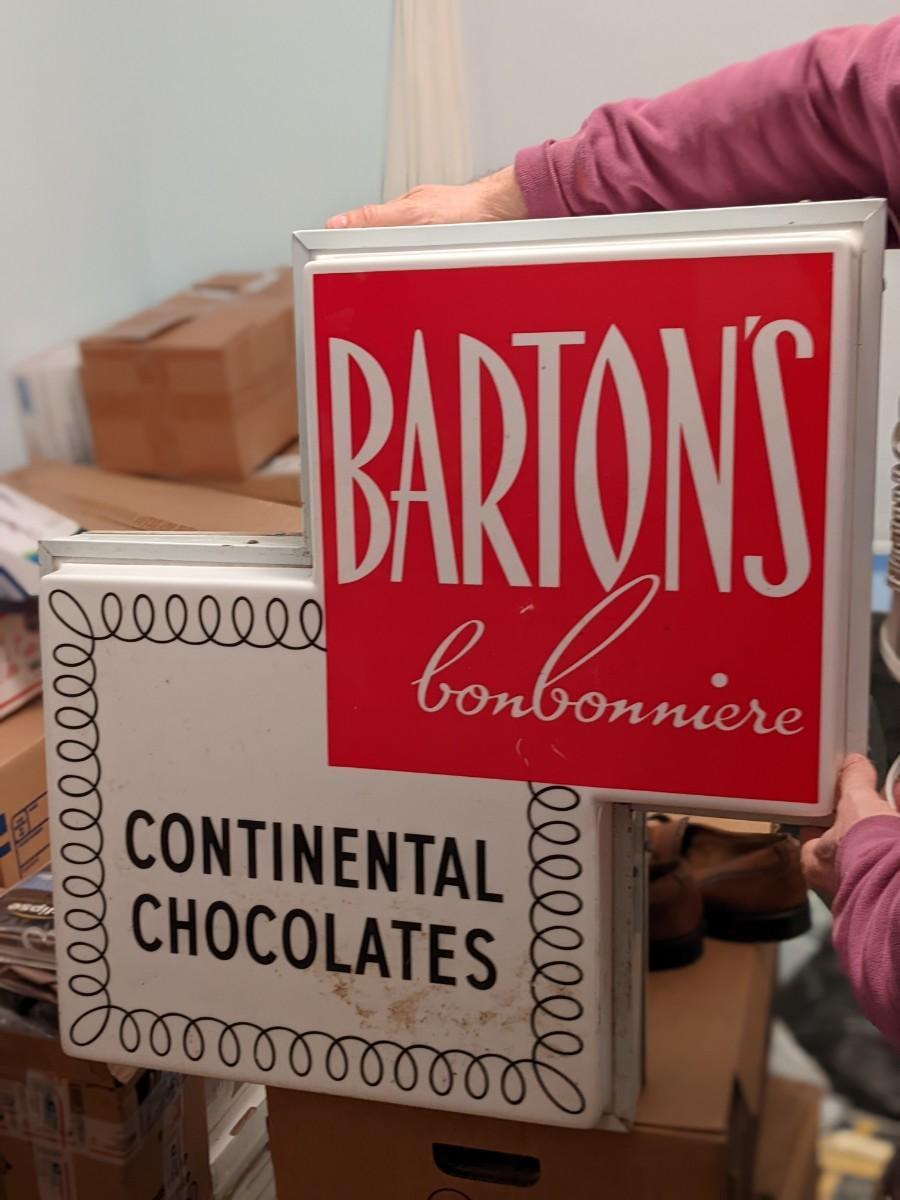 BARTON'S
bonbonniere
CONTINENTAL
CHOCOLATES